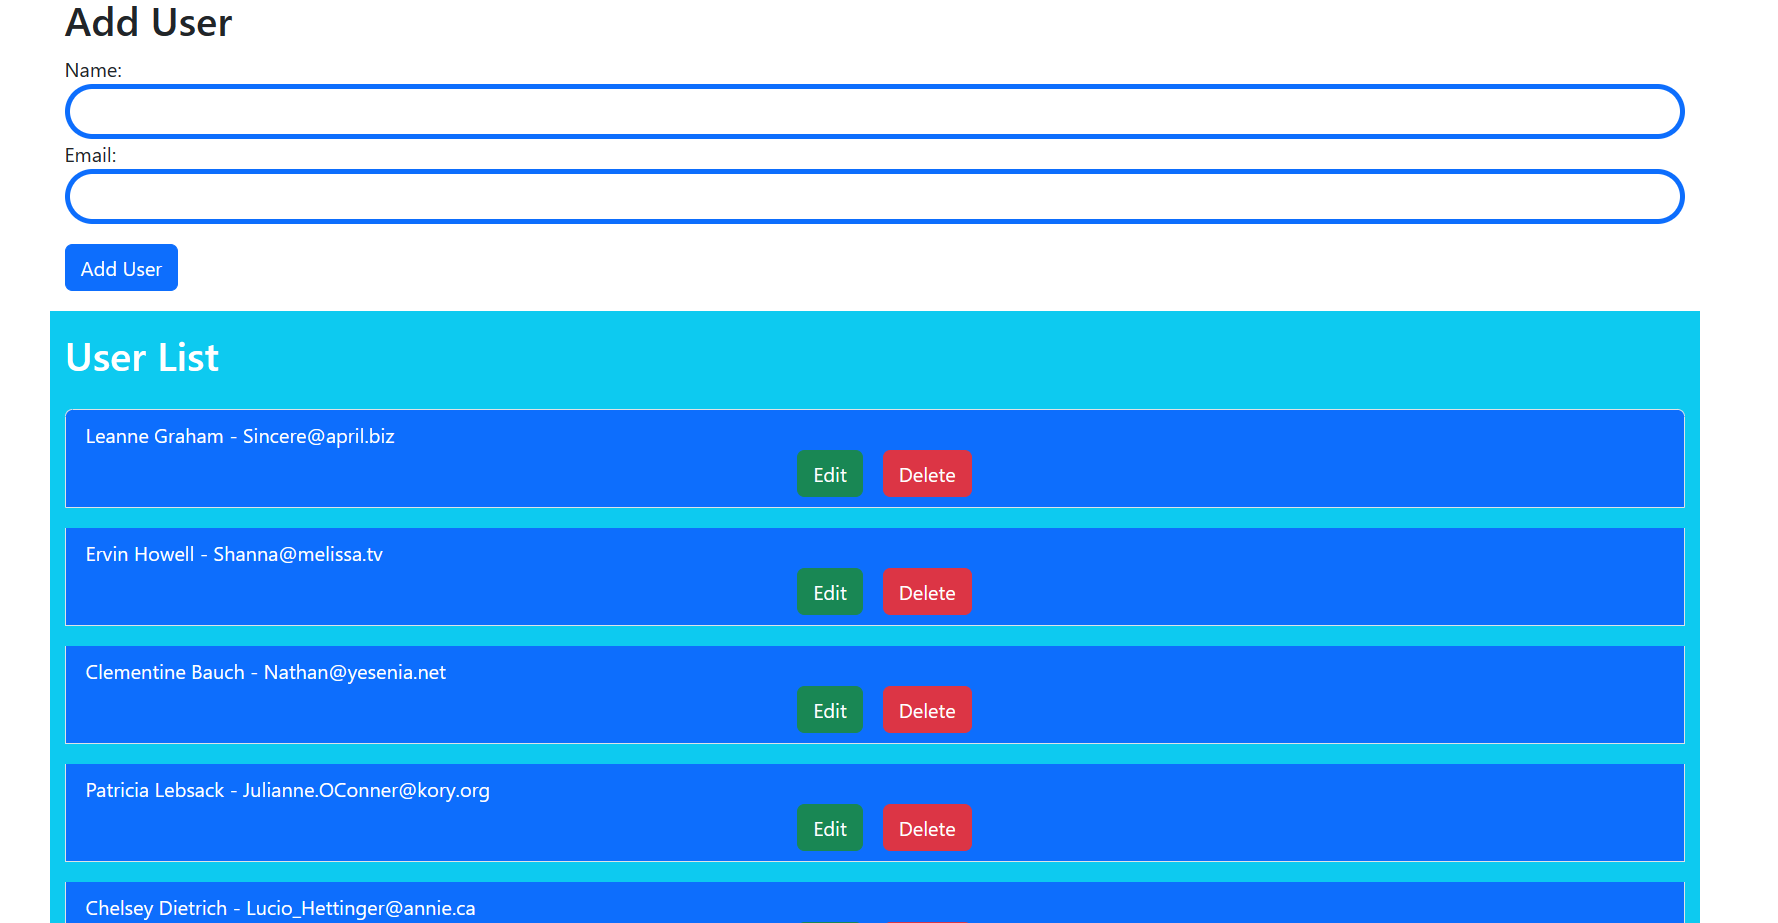 Add User
Name:
Email:
Add User
User List
Leanne Graham - Sincere@april.biz
Edit Delete
Ervin Howell - Shanna@melissa.tv
Edit Delete
Clementine Bauch - Nathan@yesenia.net
Edit Delete
Patricia Lebsack - Julianne.OConner@kory.org
Edit Delete
Chelsey Dietrich - Lucio_Hettinger@annie.ca